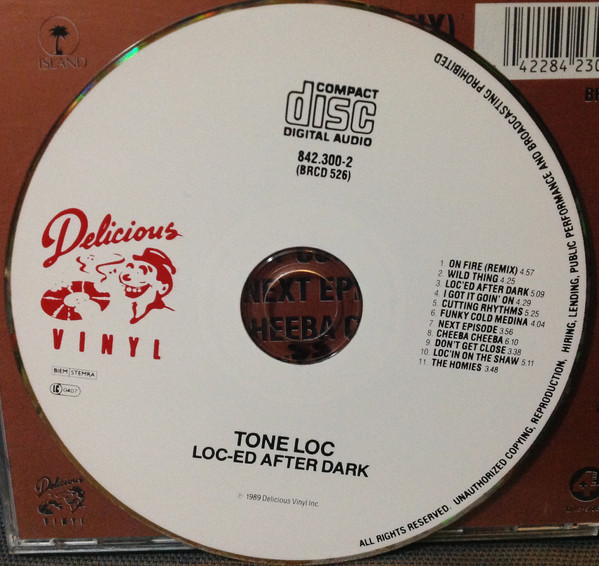 ISLAND
42284 230
COMPACT
disc
DIGITAL AUDIO
842.300-2
(BRCD 526)
Delicious
VINYL
BIEM STEMRA
LC 0407
1. ON FIRE (REMIX) 4.57
2. WILD THING 4.25
3. LOC'ED AFTER DARK 5.09
4. I GOT IT GOIN' ON 4.29
5. CUTTING RHYTHMS 5.25
6. FUNKY COLD MEDINA 4.04
7. NEXT EPISODE 3.56
8. CHEEBA CHEEBA 6.10
9. DON'T GET CLOSE 3.38
10. LOC'IN ON THE SHAW 5.11
11. THE HOMIES 3.48
NEXT EP
CHEEBA C
TONE LOC
LOC-ED AFTER DARK
℗ 1989 Delicious Vinyl Inc.
ALL RIGHTS RESERVED. UNAUTHORIZED COPYING, REPRODUCTION, HIRING, LENDING, PUBLIC PERFORMANCE AND BROADCASTING PROHIBITED
Delicious
VINYL